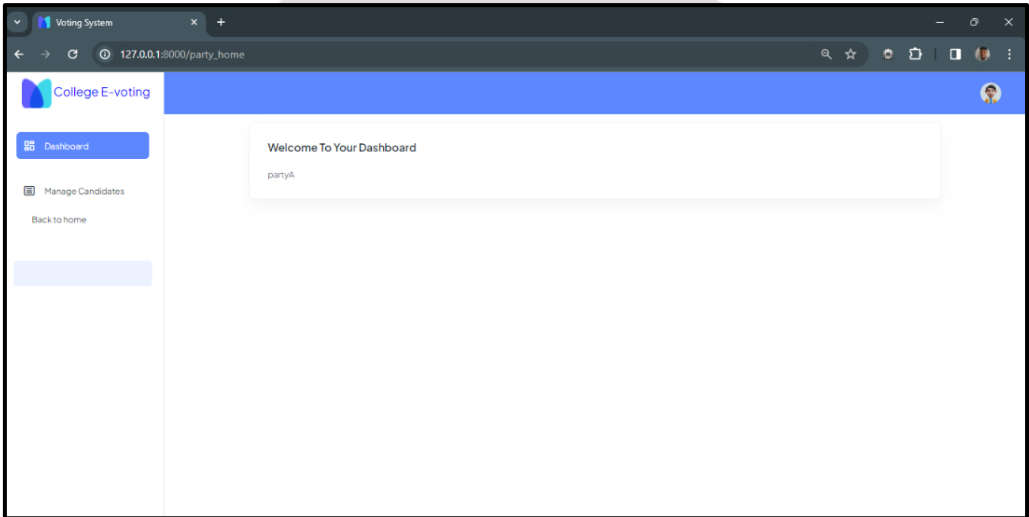 Voting System
127.0.0.1:8000/party_home
College E-voting
Dashboard
Welcome To Your Dashboard
partyA
Manage Candidates
Back to home